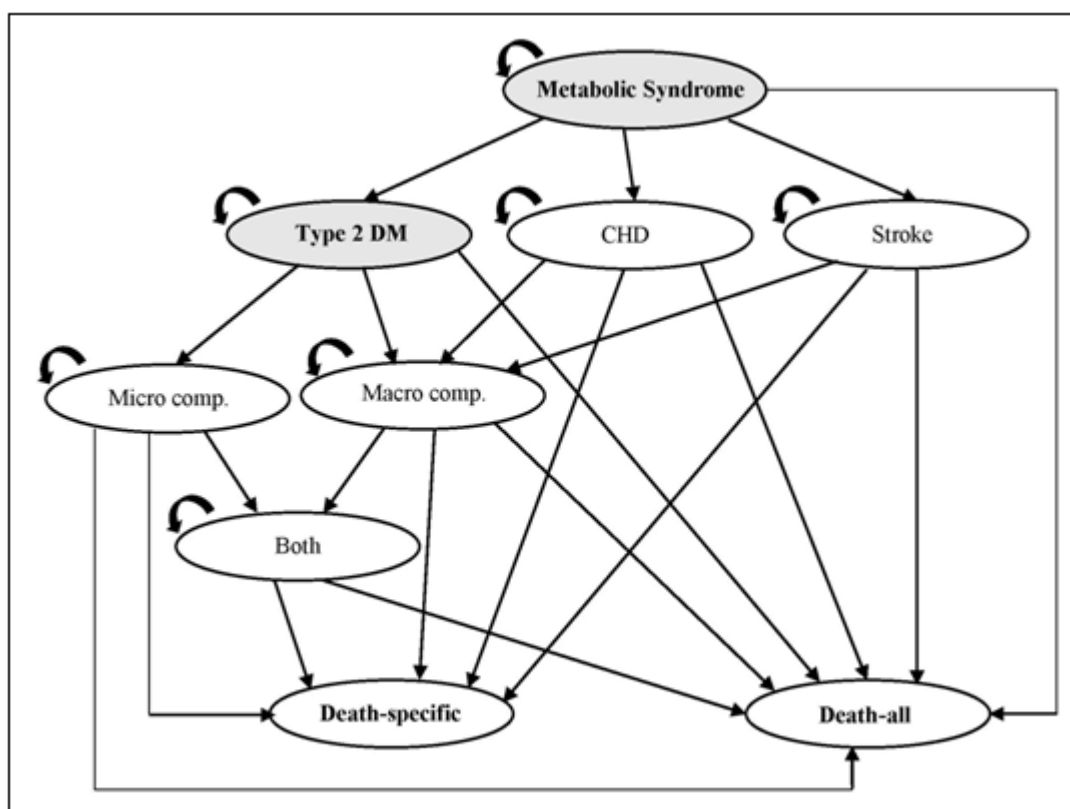 Metabolic Syndrome
Type 2 DM
CHD
Stroke
Micro comp.
Macro comp.
Both
Death-specific
Death-all